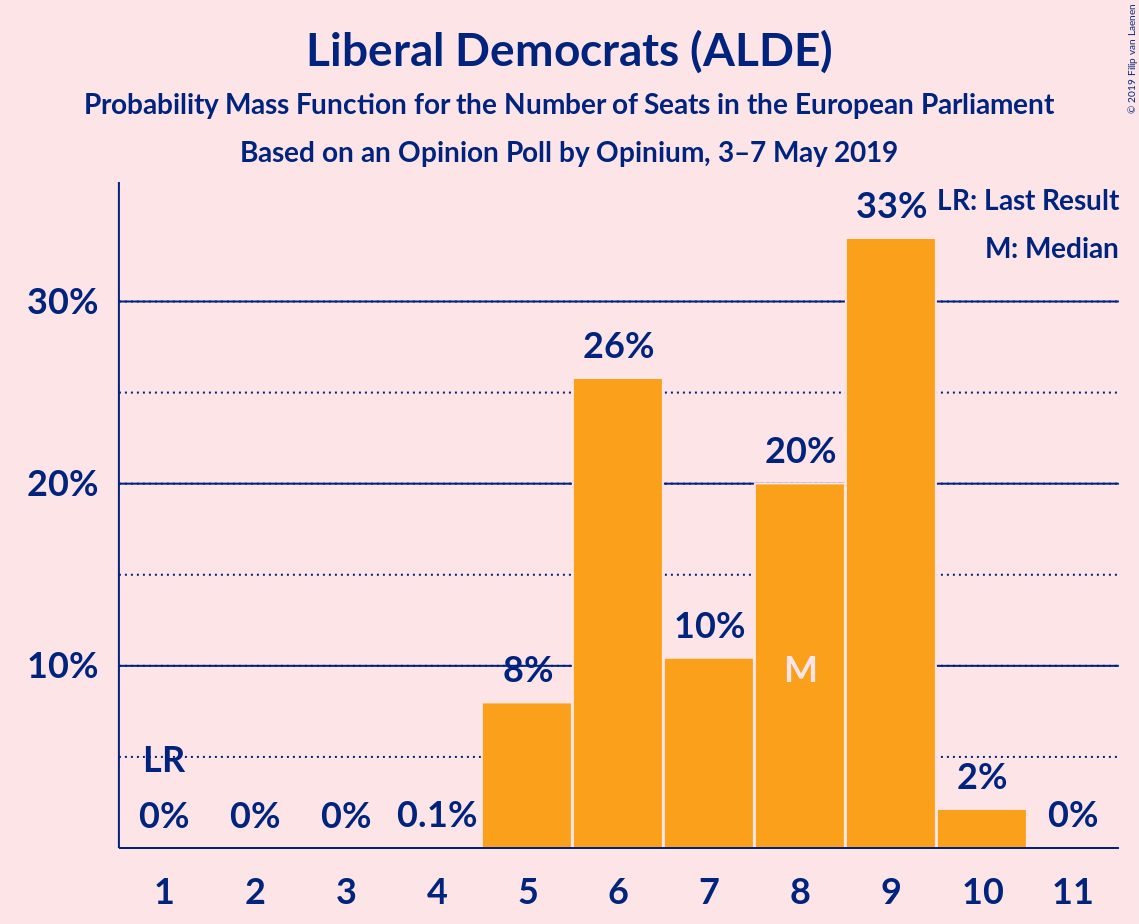 Liberal Democrats (ALDE)
Probability Mass Function for the Number of Seats in the European Parliament
Based on an Opinion Poll by Opinium, 3–7 May 2019
© 2019 Filip van Laenen
LR: Last Result
M: Median
33%
30%
26%
20%
20%
10%
10%
8%
M
LR
2%
0%
0%
0%
0.1%
0%
1 2 3 4 5 6 7 8 9 10 11